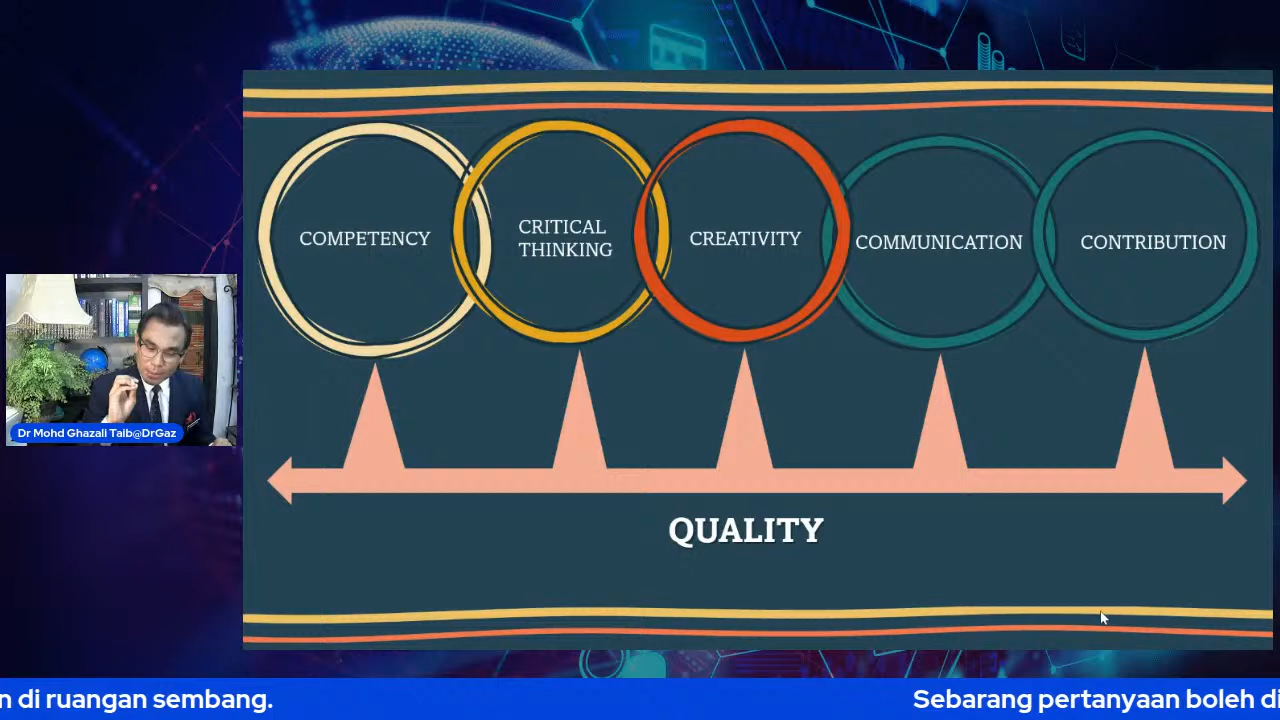 COMPETENCY
CRITICAL
THINKING
CREATIVITY
COMMUNICATION
CONTRIBUTION
QUALITY
Dr Mohd Ghazali Taib@DrGaz
n di ruangan sembang.
Sebarang pertanyaan boleh di